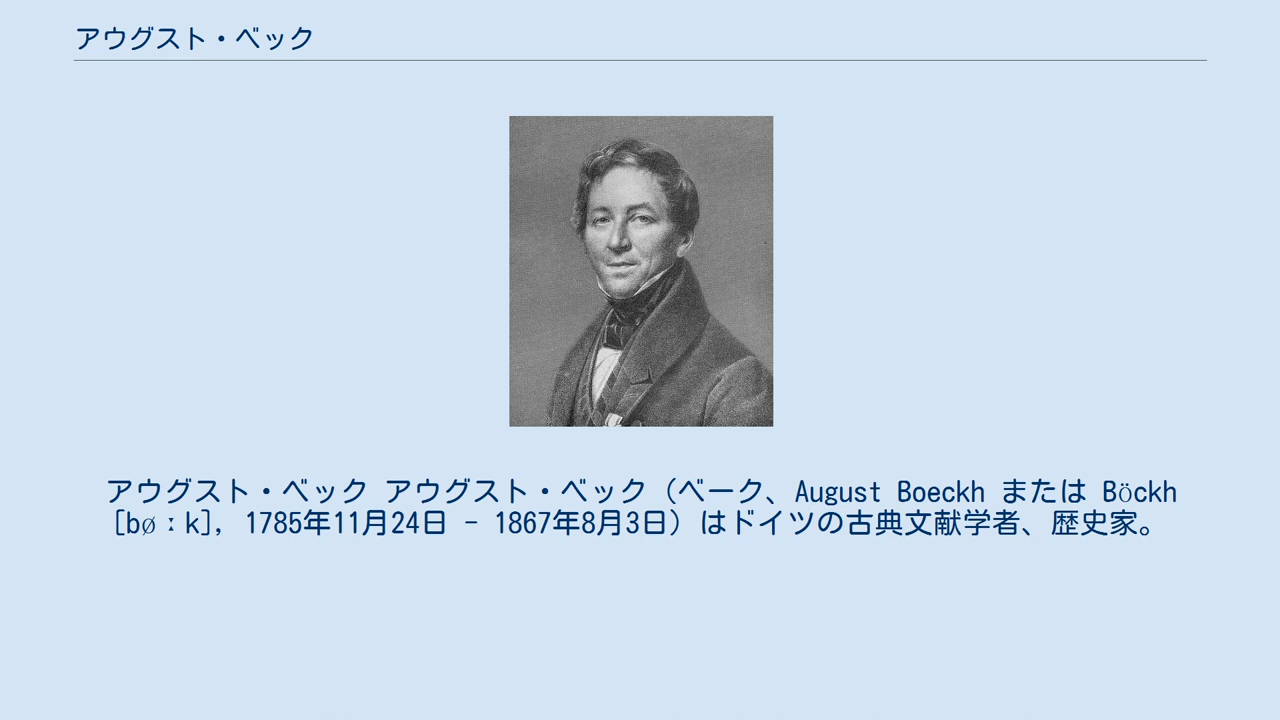 アウグスト・ベック
アウグスト・ベック アウグスト・ベック（ベーク、August Boeckh または Böckh
[bøːk], 1785年11月24日 - 1867年8月3日）はドイツの古典文献学者、歴史家。